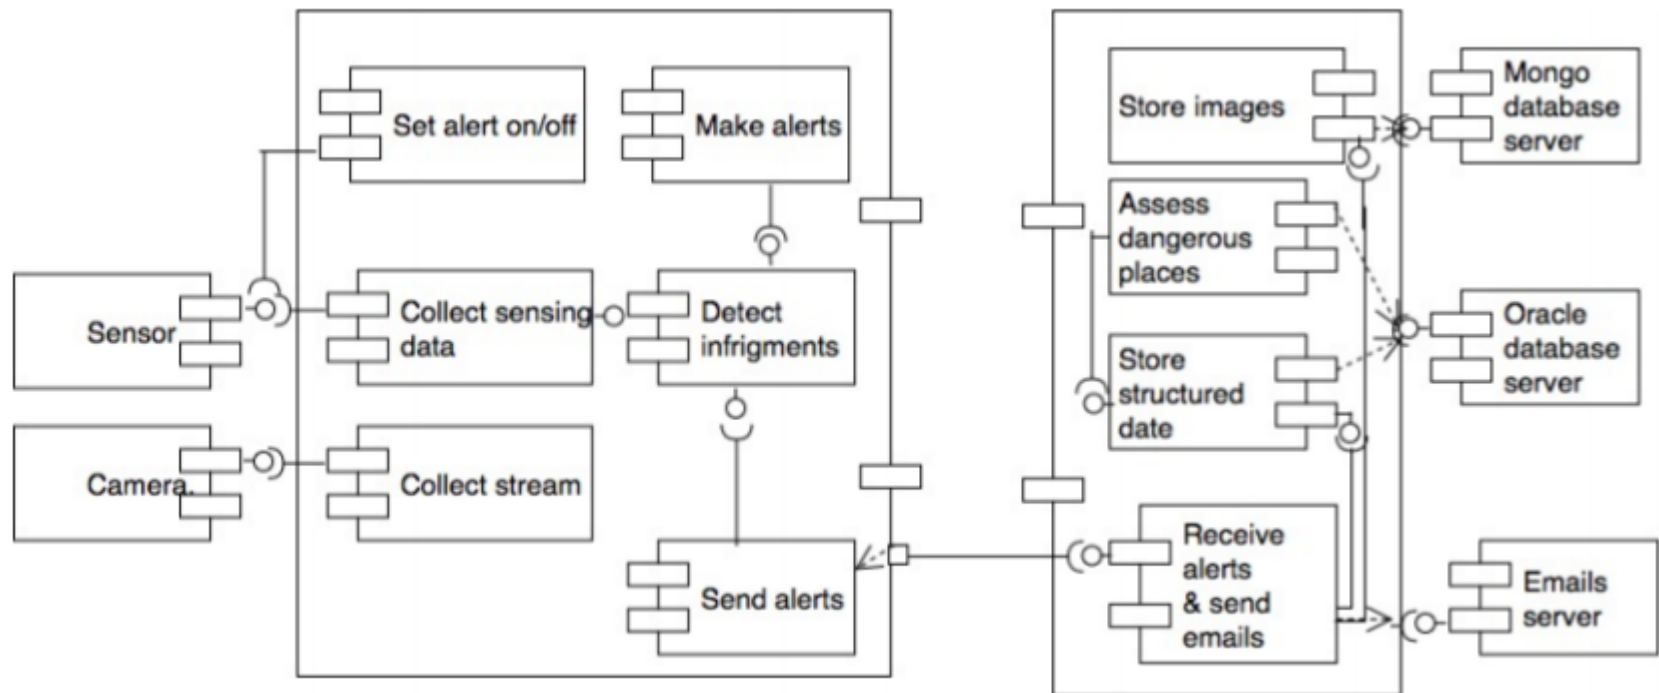 Set alert on/off
Make alerts
Store images
Mongo
database
server
Assess
dangerous
places
Sensor
Collect sensing
data
Detect
infrigments
Store
structured
date
Oracle
database
server
Camera.
Collect stream
Send alerts
Receive
alerts
& send
emails
Emails
server